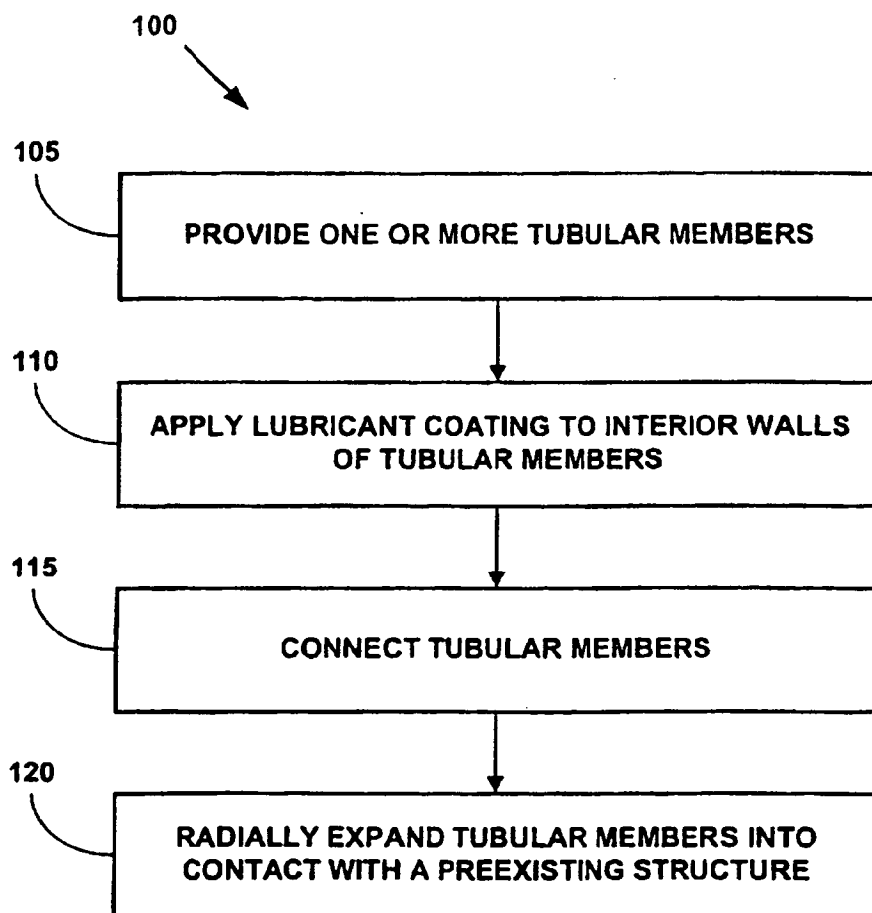 100
105
PROVIDE ONE OR MORE TUBULAR MEMBERS
110
APPLY LUBRICANT COATING TO INTERIOR WALLS
OF TUBULAR MEMBERS
115
CONNECT TUBULAR MEMBERS
120
RADIALLY EXPAND TUBULAR MEMBERS INTO
CONTACT WITH A PREEXISTING STRUCTURE